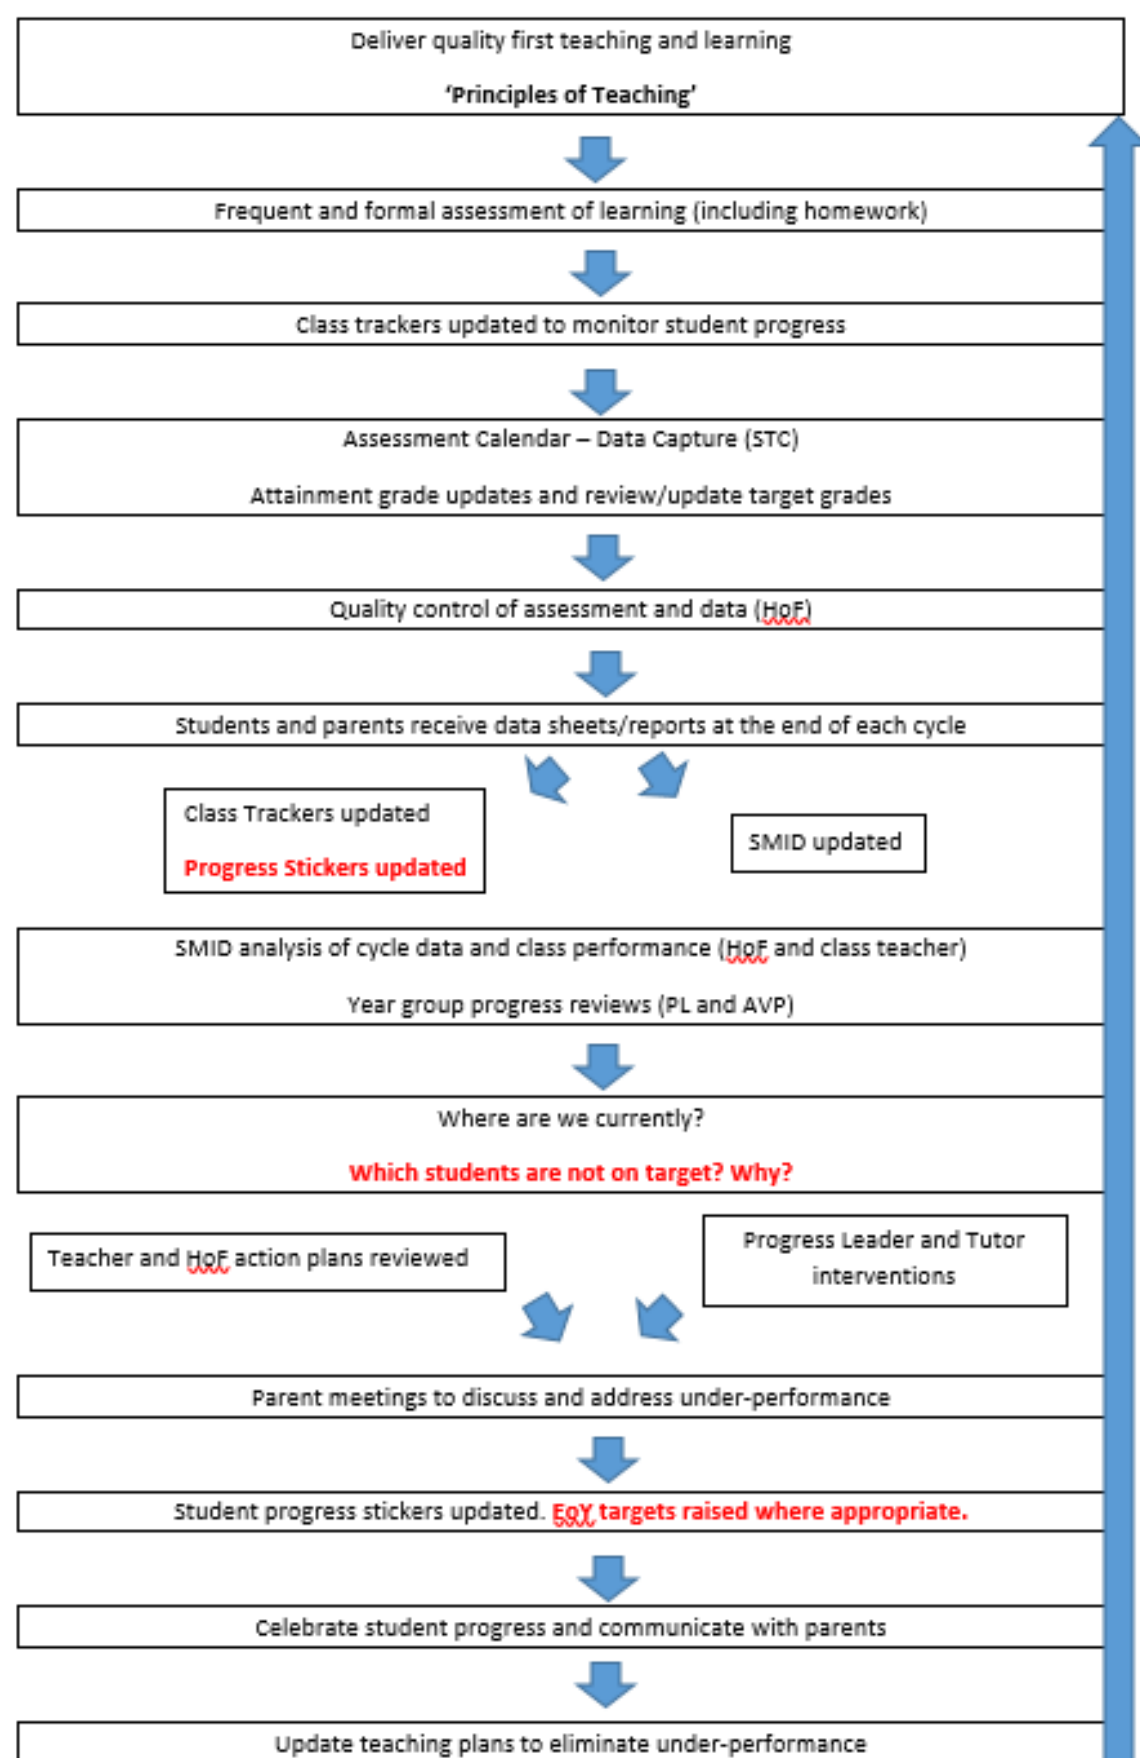 Deliver quality first teaching and learning
‘Principles of Teaching’
Frequent and formal assessment of learning (including homework)
Class trackers updated to monitor student progress
Assessment Calendar – Data Capture (STC)
Attainment grade updates and review/update target grades
Quality control of assessment and data (HoF)
Students and parents receive data sheets/reports at the end of each cycle
Class Trackers updated
Progress Stickers updated
SMID updated
SMID analysis of cycle data and class performance (HoF and class teacher)
Year group progress reviews (PL and AVP)
Where are we currently?
Which students are not on target? Why?
Teacher and HoF action plans reviewed
Progress Leader and Tutor
interventions
Parent meetings to discuss and address under-performance
Student progress stickers updated. EoY targets raised where appropriate.
Celebrate student progress and communicate with parents
Update teaching plans to eliminate under-performance